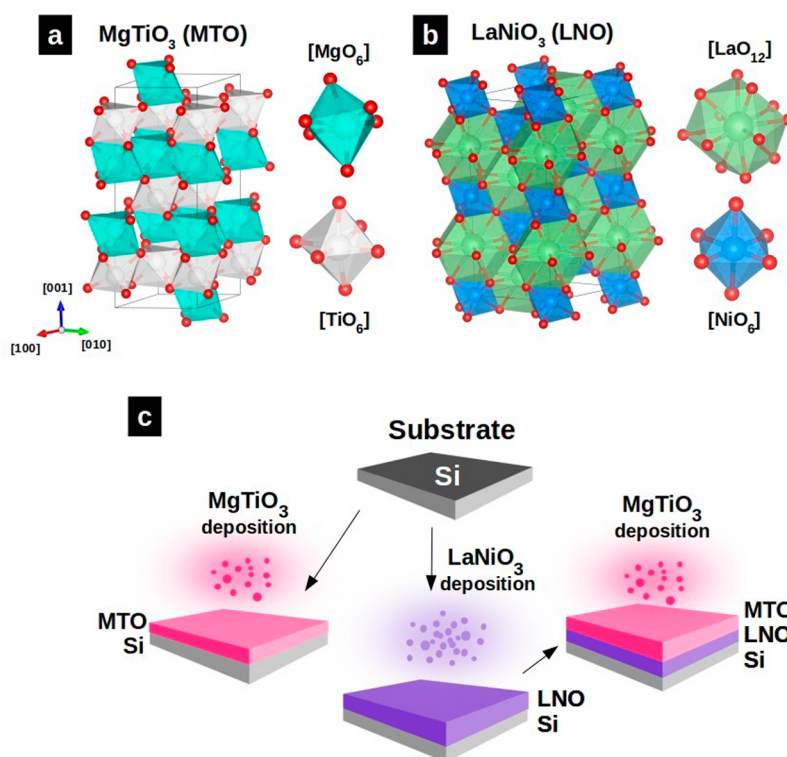 a
MgTiO₃ (MTO)
[MgO₆]
[TiO₆]
[001]
[100]
[010]
b
LaNiO₃ (LNO)
[LaO₁₂]
[NiO₆]
c
Substrate
Si
MgTiO₃
deposition
MTO
Si
LaNiO₃
deposition
LNO
Si
MgTiO₃
deposition
MTO
LNO
Si